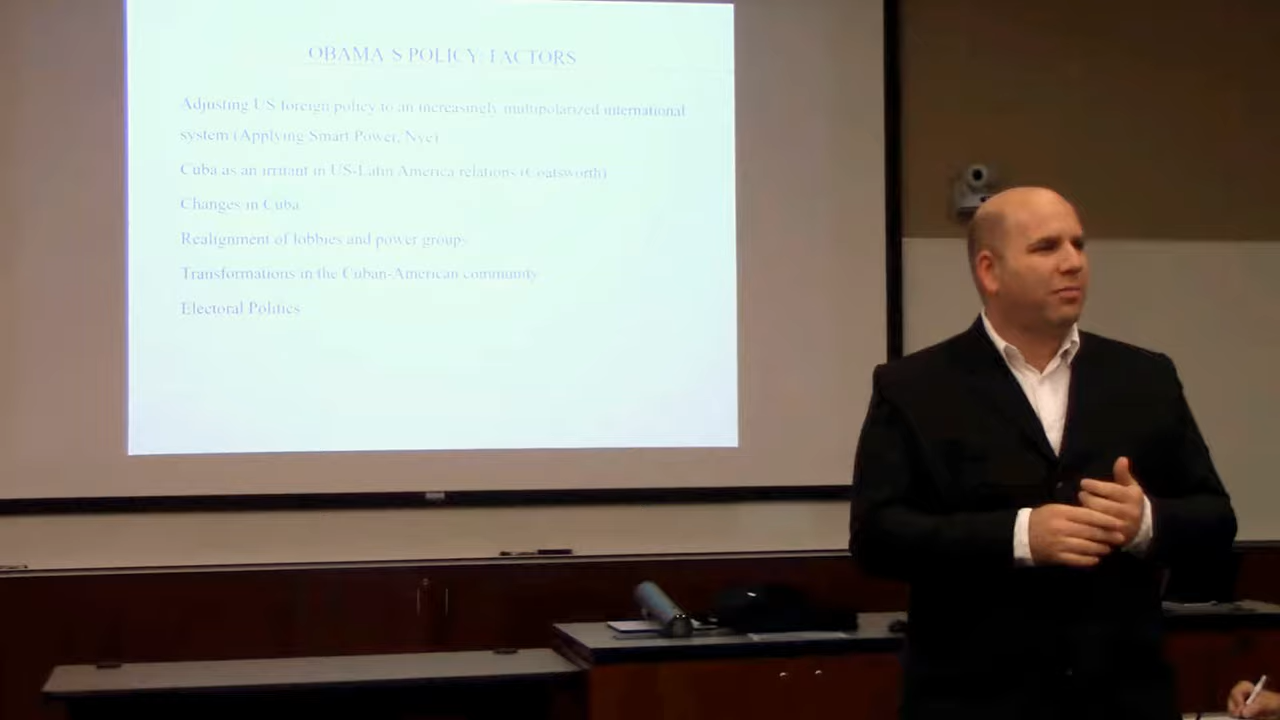 OBAMA'S POLICY: FACTORS
Adjusting US foreign policy to an increasingly multipolarized international
system (Applying Smart Power, Nye)
Cuba as an irritant in US-Latin America relations (Coatsworth)
Changes in Cuba
Realignment of lobbies and power groups
Transformations in the Cuban-American community
Electoral Politics